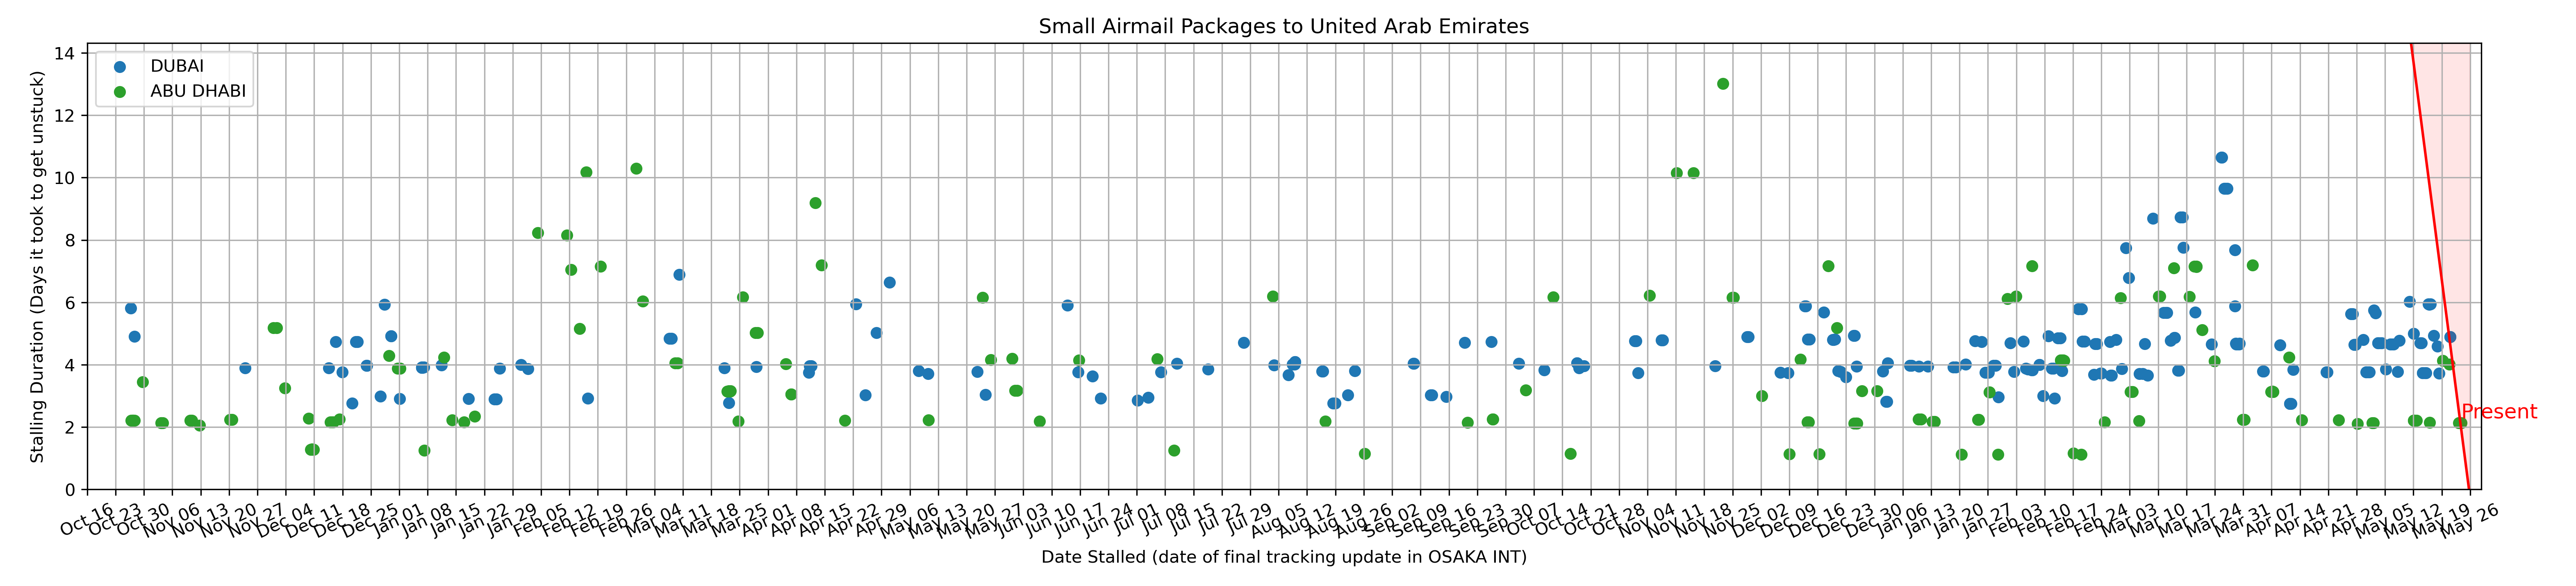 Small Airmail Packages to United Arab Emirates
Stalling Duration (Days it took to get unstuck)
14
12
10
8
6
4
2
0
DUBAI
ABU DHABI
Present
Oct 16
Oct 23
Oct 30
Nov 06
Nov 13
Nov 20
Nov 27
Dec 04
Dec 11
Dec 18
Dec 25
Jan 01
Jan 08
Jan 15
Jan 22
Jan 29
Feb 05
Feb 12
Feb 19
Feb 26
Mar 04
Mar 11
Mar 18
Mar 25
Apr 01
Apr 08
Apr 15
Apr 22
Apr 29
May 06
May 13
May 20
May 27
Jun 03
Jun 10
Jun 17
Jun 24
Jul 01
Jul 08
Jul 15
Jul 22
Jul 29
Aug 05
Aug 12
Aug 19
Aug 26
Sep 02
Sep 09
Sep 16
Sep 23
Sep 30
Oct 07
Oct 14
Oct 21
Oct 28
Nov 04
Nov 11
Nov 18
Nov 25
Dec 02
Dec 09
Dec 16
Dec 23
Dec 30
Jan 06
Jan 13
Jan 20
Jan 27
Feb 03
Feb 10
Feb 17
Feb 24
Mar 03
Mar 10
Mar 17
Mar 24
Mar 31
Apr 07
Apr 14
Apr 21
Apr 28
May 05
May 12
May 19
May 26
Date Stalled (date of final tracking update in OSAKA INT)